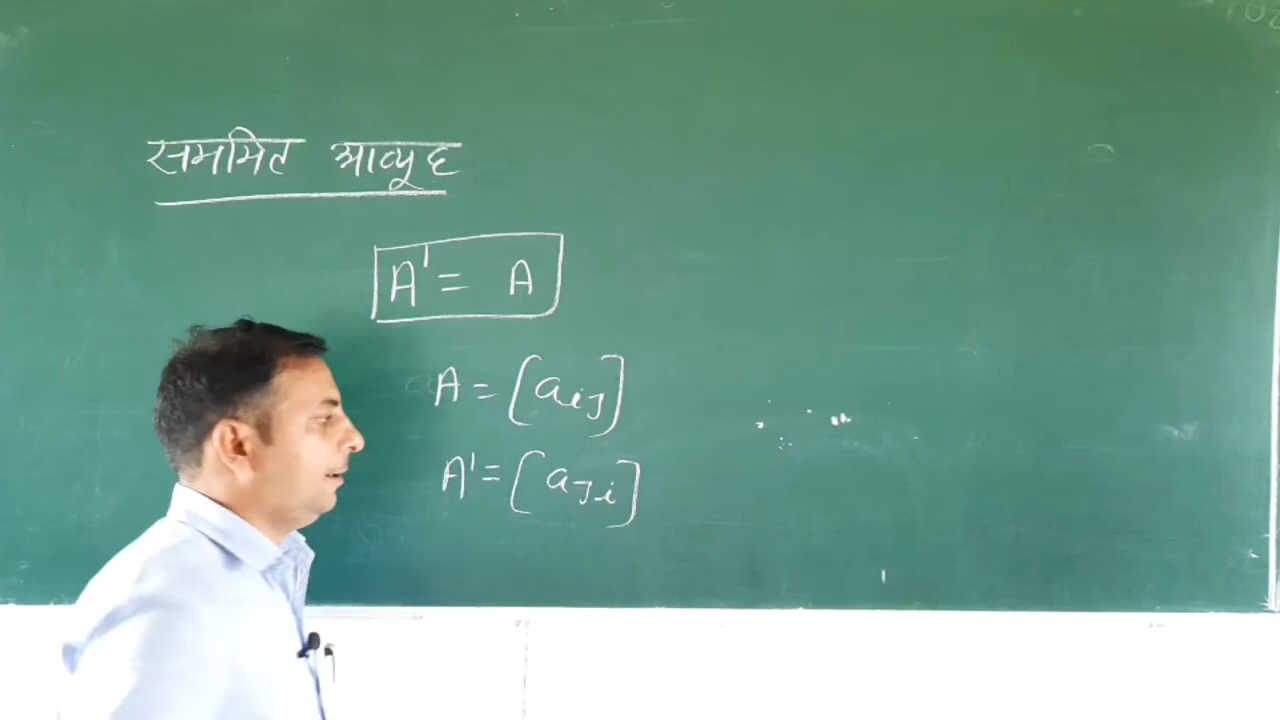 सममित आव्यूह
A' = A
A = [aij]
A' = [aji]